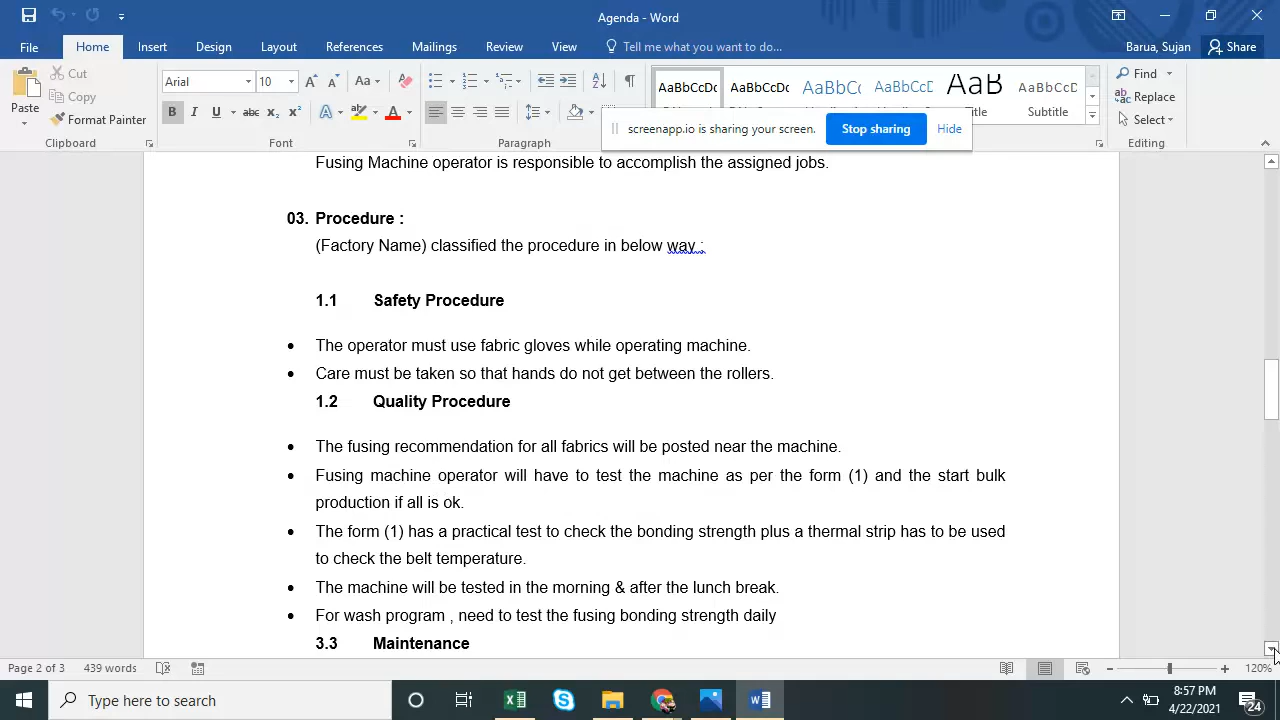 Agenda - Word
File Home Insert Design Layout References Mailings Review View Tell me what you want to do... Barua, Sujan Share
Paste
Cut
Copy
Format Painter
Clipboard
Arial 10
Aa
B I U abc x₂ x² A A
Font
Paragraph
AaBbCcDc AaBbCcDc AaBbCc AaBbCcC AaB AaBbCcD
Title Subtitle
Find
Replace
Select
Editing
screenapp.io is sharing your screen. Stop sharing Hide
Fusing Machine operator is responsible to accomplish the assigned jobs.
03. Procedure :
(Factory Name) classified the procedure in below way :
1.1 Safety Procedure
• The operator must use fabric gloves while operating machine.
• Care must be taken so that hands do not get between the rollers.
1.2 Quality Procedure
• The fusing recommendation for all fabrics will be posted near the machine.
• Fusing machine operator will have to test the machine as per the form (1) and the start bulk
production if all is ok.
• The form (1) has a practical test to check the bonding strength plus a thermal strip has to be used
to check the belt temperature.
• The machine will be tested in the morning & after the lunch break.
• For wash program , need to test the fusing bonding strength daily
3.3 Maintenance
Page 2 of 3 439 words 120%
Type here to search
8:57 PM
4/22/2021
24